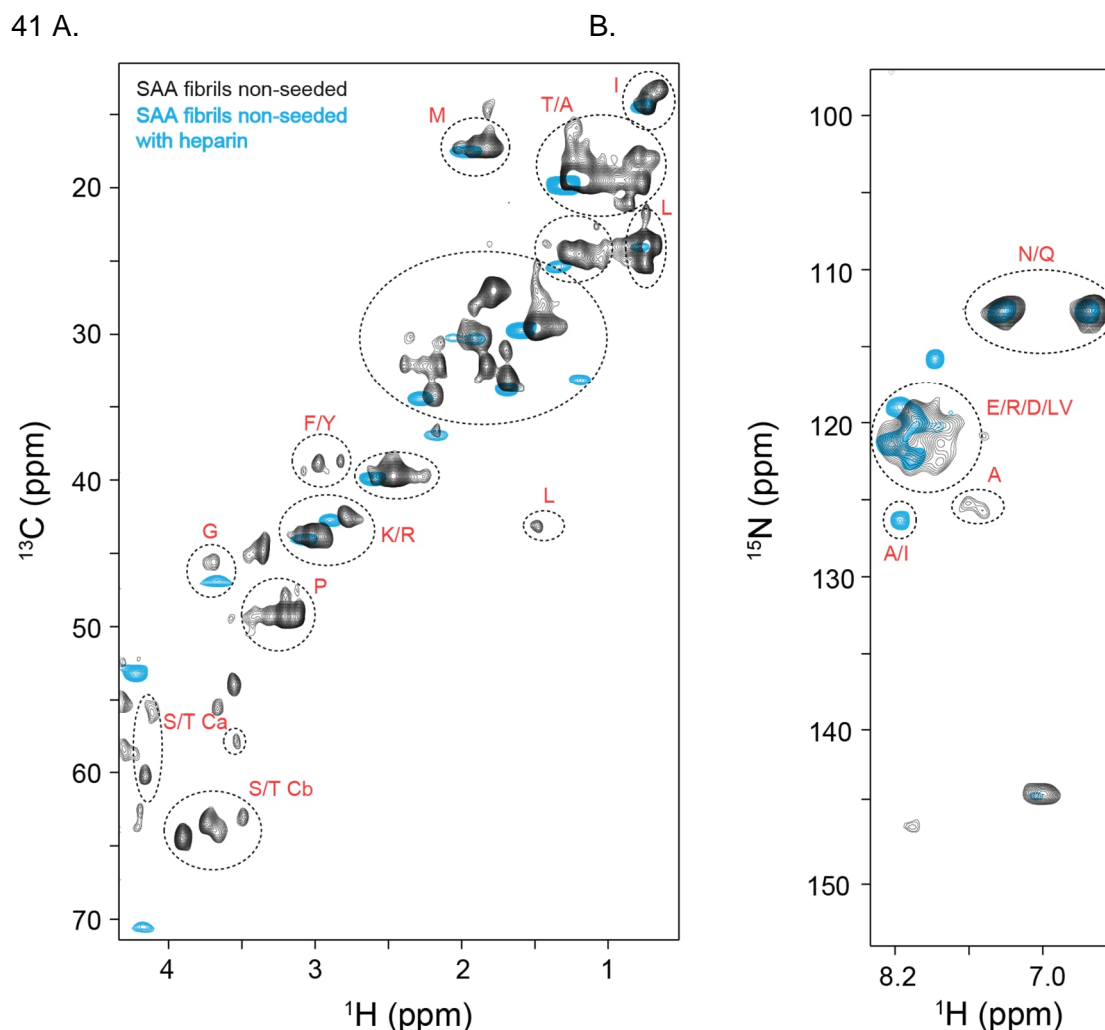 41 A.
B.
SAA fibrils non-seeded
SAA fibrils non-seeded
with heparin
I
T/A
M
L
F/Y
L
G
K/R
P
S/T Ca
S/T Cb
20
30
40
50
60
70
13C (ppm)
4
3
2
1
1H (ppm)
N/Q
E/R/D/LV
A
A/I
100
110
120
130
140
150
15N (ppm)
8.2
7.0
1H (ppm)